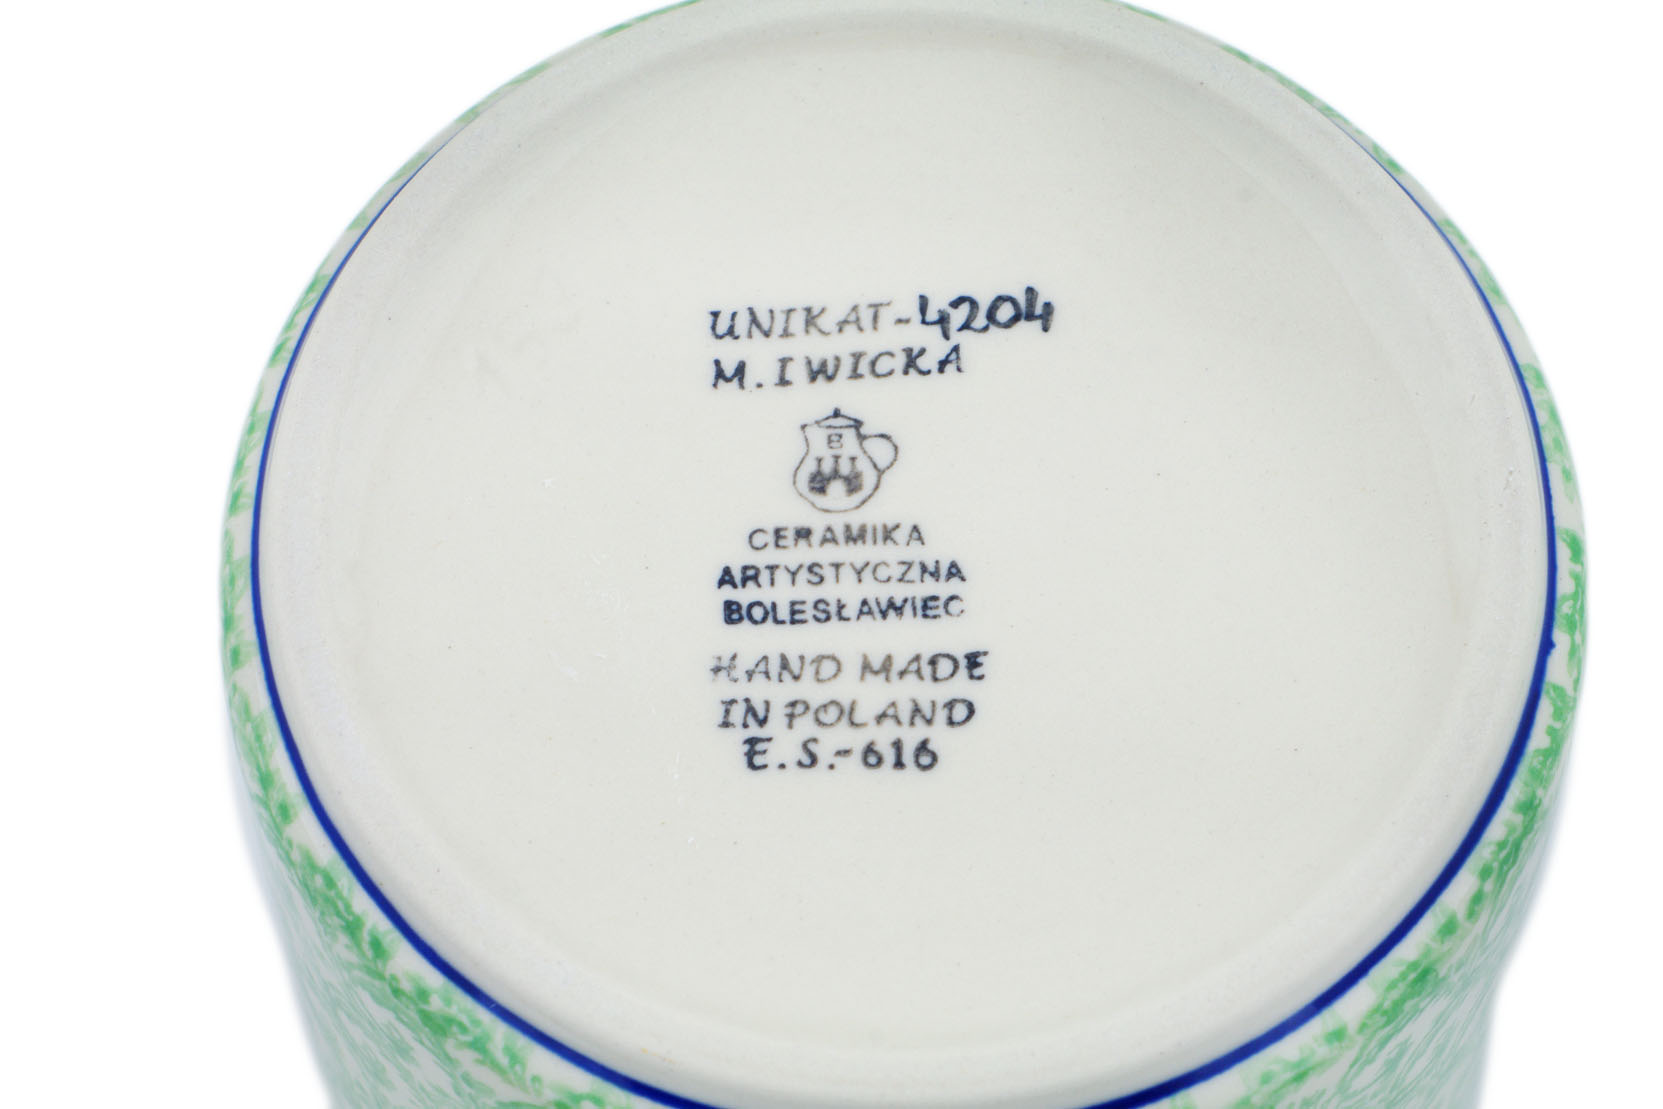 UNIKAT-4204
M. IWICKA
B
CERAMIKA
ARTYSTYCZNA
BOLESŁAWIEC
HAND MADE
IN POLAND
E.S.-616